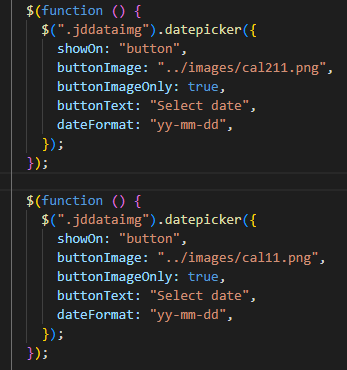 $(function () {
$(".jddataimg").datepicker({
showOn: "button",
buttonImage: "../images/cal211.png",
buttonImageOnly: true,
buttonText: "Select date",
dateFormat: "yy-mm-dd",
});
});
$(function () {
$(".jddataimg").datepicker({
showOn: "button",
buttonImage: "../images/cal11.png",
buttonImageOnly: true,
buttonText: "Select date",
dateFormat: "yy-mm-dd",
});
});